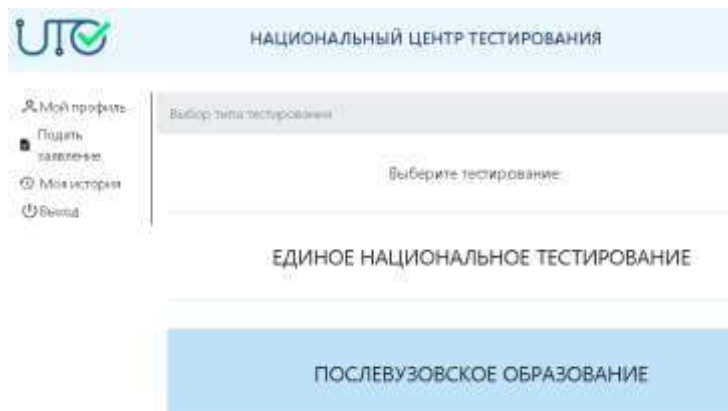 UTO
НАЦИОНАЛЬНЫЙ ЦЕНТР ТЕСТИРОВАНИЯ
Мой профиль
Подать
заявление
Моя история
Выход
Выбор типа тестирования
Выберите тестирование
ЕДИНОЕ НАЦИОНАЛЬНОЕ ТЕСТИРОВАНИЕ
ПОСЛЕВУЗОВСКОЕ ОБРАЗОВАНИЕ